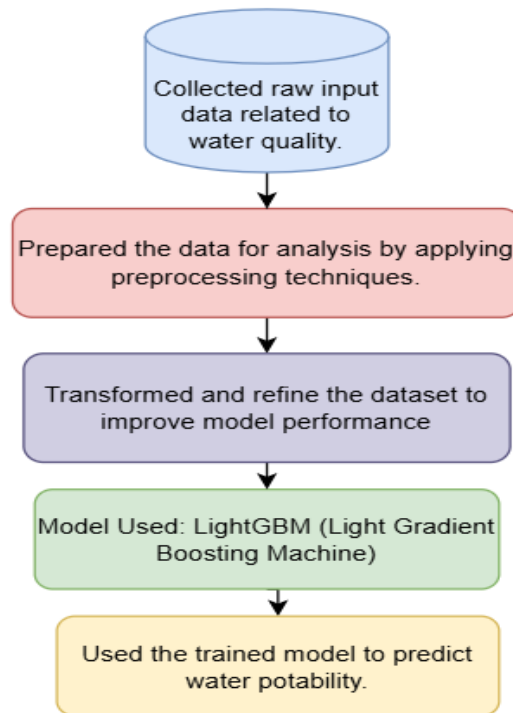 Collected raw input
data related to
water quality.
Prepared the data for analysis by applying
preprocessing techniques.
Transformed and refine the dataset to
improve model performance
Model Used: LightGBM (Light Gradient
Boosting Machine)
Used the trained model to predict
water potability.